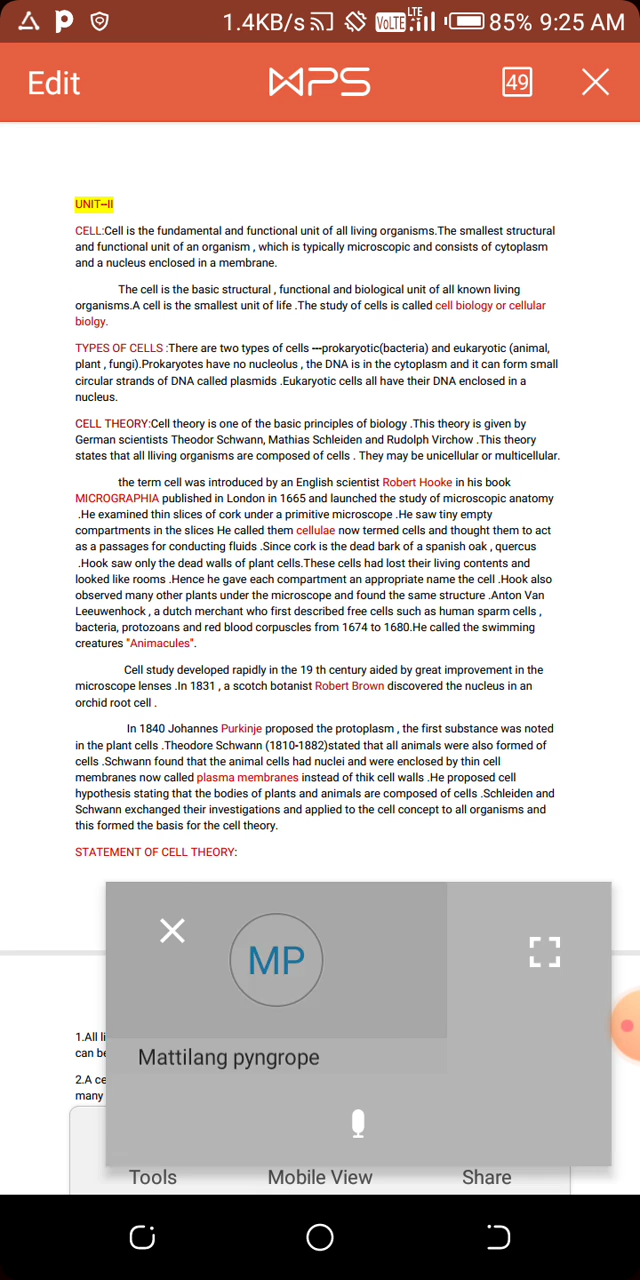 1.4KB/s VoLTE LTE 85% 9:25 AM
Edit WPS 49
UNIT--II
CELL:Cell is the fundamental and functional unit of all living organisms.The smallest structural
and functional unit of an organism , which is typically microscopic and consists of cytoplasm
and a nucleus enclosed in a membrane.
The cell is the basic structural , functional and biological unit of all known living
organisms.A cell is the smallest unit of life .The study of cells is called cell biology or cellular
biolgy.
TYPES OF CELLS :There are two types of cells ---prokaryotic(bacteria) and eukaryotic (animal,
plant , fungi).Prokaryotes have no nucleolus , the DNA is in the cytoplasm and it can form small
circular strands of DNA called plasmids .Eukaryotic cells all have their DNA enclosed in a
nucleus.
CELL THEORY:Cell theory is one of the basic principles of biology .This theory is given by
German scientists Theodor Schwann, Mathias Schleiden and Rudolph Virchow .This theory
states that all lliving organisms are composed of cells . They may be unicellular or multicellular.
the term cell was introduced by an English scientist Robert Hooke in his book
MICROGRAPHIA published in London in 1665 and launched the study of microscopic anatomy
.He examined thin slices of cork under a primitive microscope .He saw tiny empty
compartments in the slices He called them cellulae now termed cells and thought them to act
as a passages for conducting fluids .Since cork is the dead bark of a spanish oak , quercus
.Hook saw only the dead walls of plant cells.These cells had lost their living contents and
looked like rooms .Hence he gave each compartment an appropriate name the cell .Hook also
observed many other plants under the microscope and found the same structure .Anton Van
Leeuwenhock , a dutch merchant who first described free cells such as human sparm cells ,
bacteria, protozoans and red blood corpuscles from 1674 to 1680.He called the swimming
creatures "Animacules".
Cell study developed rapidly in the 19 th century aided by great improvement in the
microscope lenses .In 1831 , a scotch botanist Robert Brown discovered the nucleus in an
orchid root cell .
In 1840 Johannes Purkinje proposed the protoplasm , the first substance was noted
in the plant cells .Theodore Schwann (1810-1882)stated that all animals were also formed of
cells .Schwann found that the animal cells had nuclei and were enclosed by thin cell
membranes now called plasma membranes instead of thik cell walls .He proposed cell
hypothesis stating that the bodies of plants and animals are composed of cells .Schleiden and
Schwann exchanged their investigations and applied to the cell concept to all organisms and
this formed the basis for the cell theory.
STATEMENT OF CELL THEORY:
MP
1.All li
can be
Mattilang pyngrope
2.A ce
many
Tools Mobile View Share